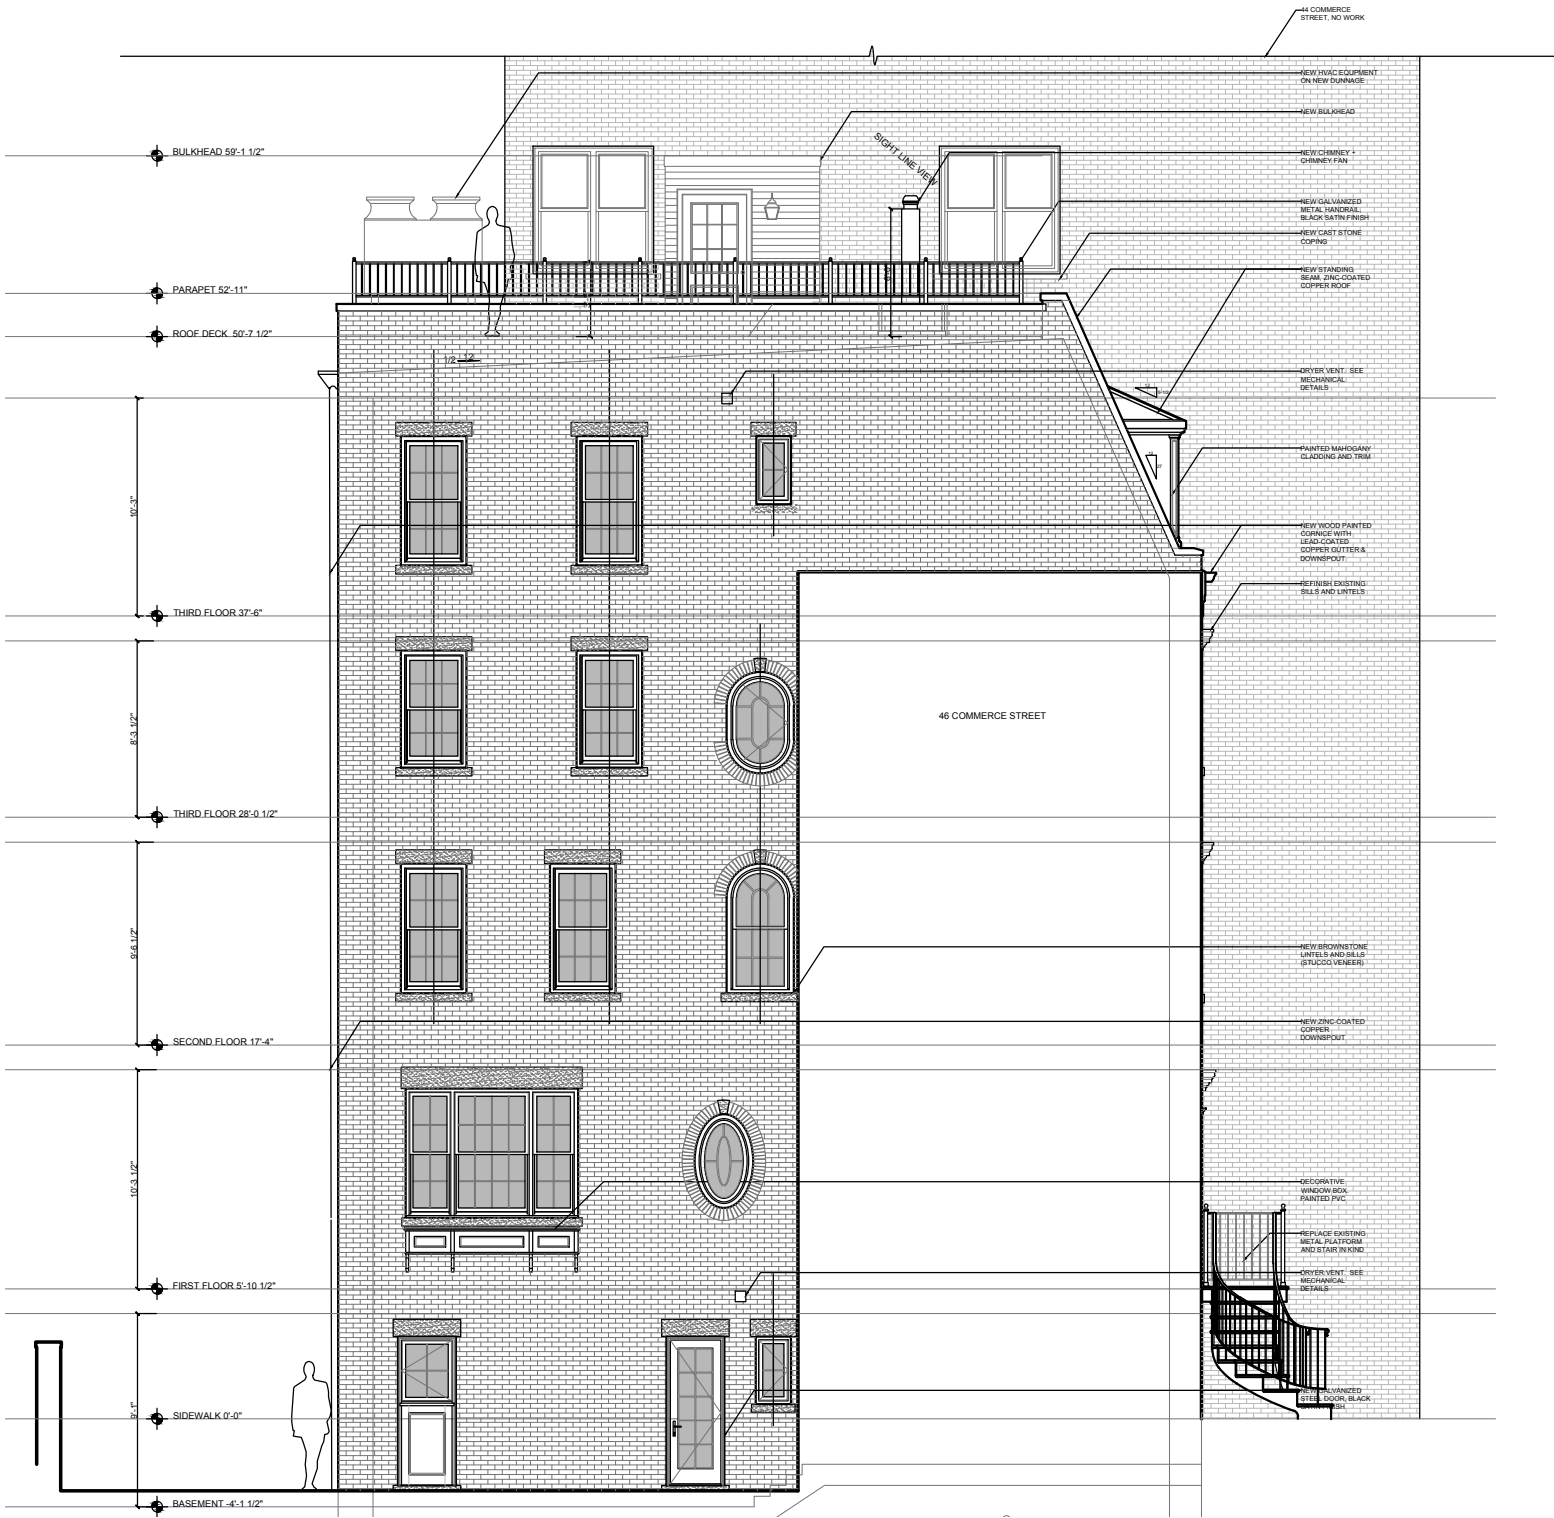 44 COMMERCE
STREET, NO WORK
NEW HVAC EQUIPMENT
ON NEW DUNNAGE
NEW BULKHEAD
SIGHT LINE VIEW
BULKHEAD 59'-1 1/2"
NEW CHIMNEY +
CHIMNEY FAN
NEW GALVANIZED
METAL HANDRAIL,
BLACK SATIN FINISH
NEW CAST STONE
COPING
NEW STANDING
SEAM, ZINC-COATED
COPPER ROOF
PARAPET 52'-11"
ROOF DECK 50'-7 1/2"
1/2 12
DRYER VENT. SEE
MECHANICAL
DETAILS
PAINTED MAHOGANY
CLADDING AND TRIM
10'-3"
NEW WOOD PAINTED
CORNICE WITH
LEAD-COATED
COPPER GUTTER &
DOWNSPOUT
REFINISH EXISTING
SILLS AND LINTELS
THIRD FLOOR 37'-6"
46 COMMERCE STREET
8'-3 1/2"
THIRD FLOOR 28'-0 1/2"
9'-6 1/2"
NEW BROWNSTONE
LINTELS AND SILLS
(STUCCO VENEER)
NEW ZINC-COATED
COPPER
DOWNSPOUT
SECOND FLOOR 17'-4"
10'-3 1/2"
DECORATIVE
WINDOW BOX,
PAINTED PVC
REPLACE EXISTING
METAL PLATFORM
AND STAIR IN KIND
DRYER VENT. SEE
MECHANICAL
DETAILS
FIRST FLOOR 5'-10 1/2"
NEW GALVANIZED
STEEL DOOR, BLACK
SATIN FINISH
9'-1"
SIDEWALK 0'-0"
BASEMENT -4'-1 1/2"